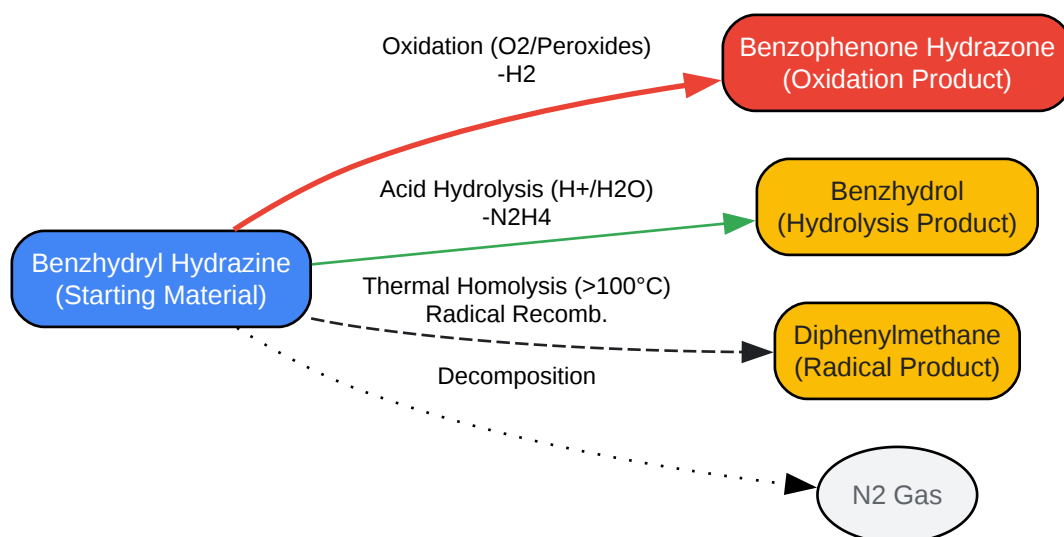 Oxidation (O2/Peroxides)
-H2
Benzophenone Hydrazone
(Oxidation Product)
Acid Hydrolysis (H+/H2O)
-N2H4
Benzhydrol
(Hydrolysis Product)
Benzhydryl Hydrazine
(Starting Material)
Thermal Homolysis (>100°C)
Radical Recomb.
Diphenylmethane
(Radical Product)
Decomposition
N2 Gas